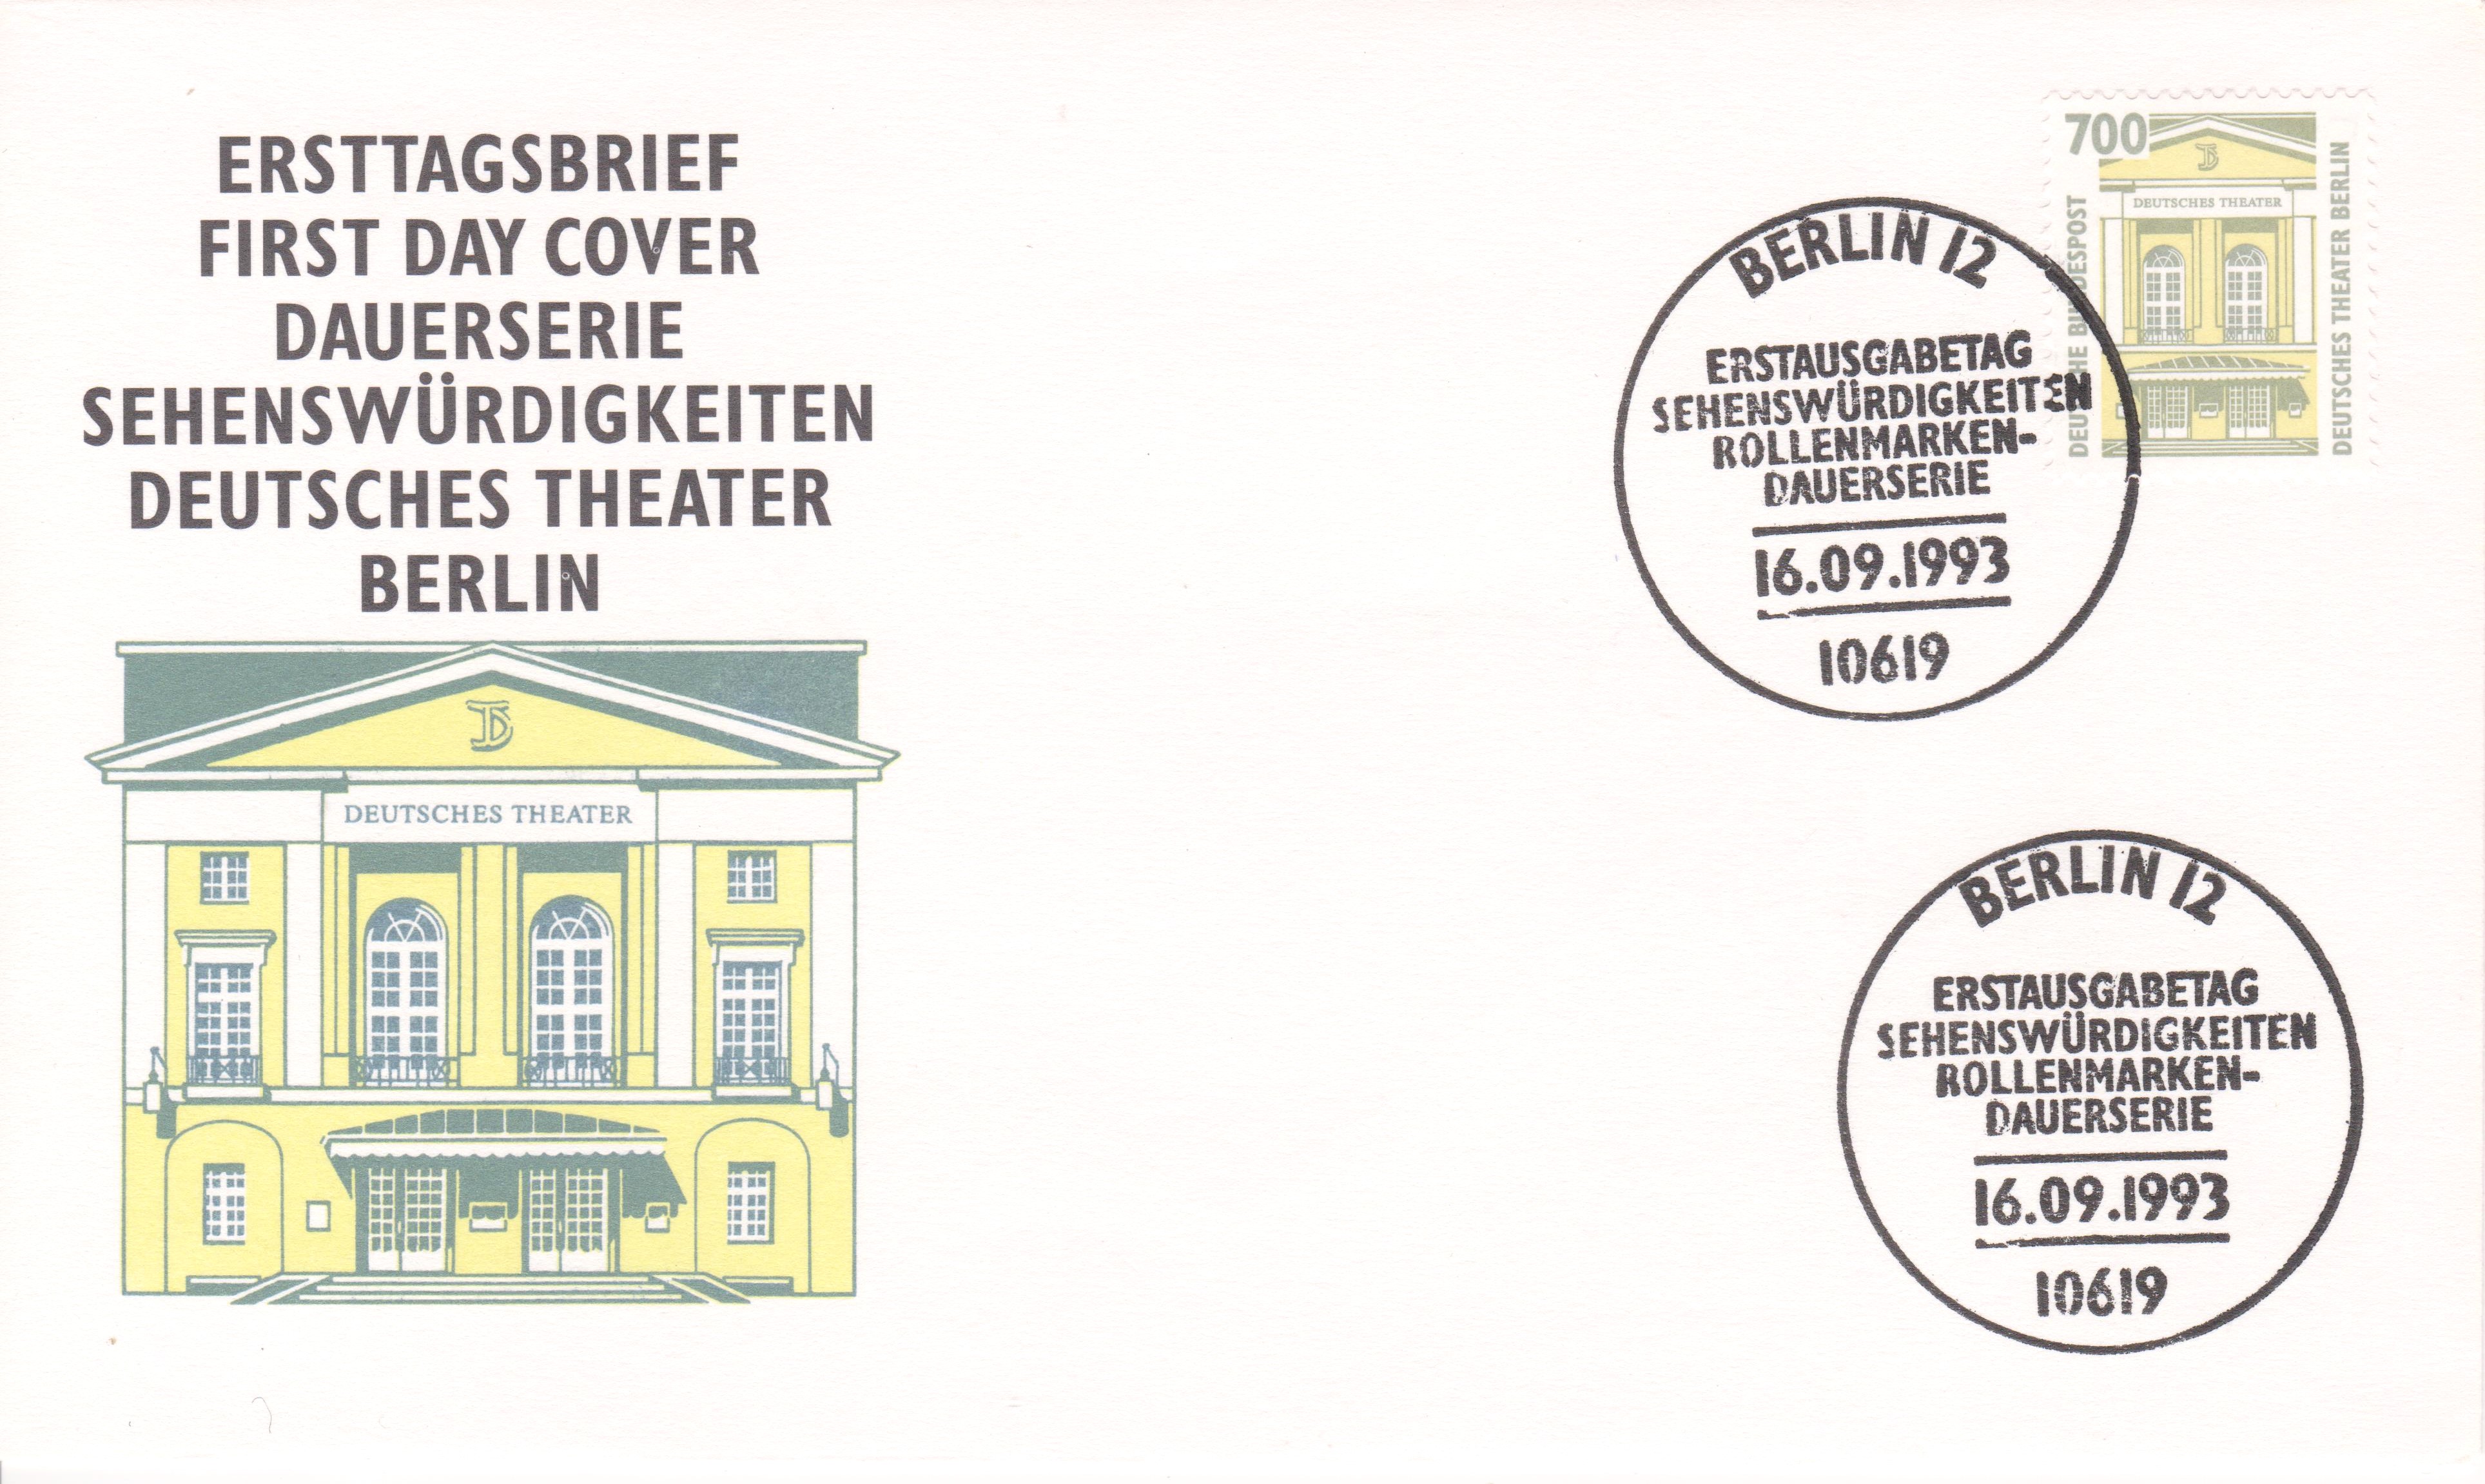 ERSTTAGSBRIEF
FIRST DAY COVER
DAUERSERIE
SEHENSWÜRDIGKEITEN
DEUTSCHES THEATER
BERLIN
DEUTSCHES THEATER
700
DEUTSCHE BUNDESPOST
DEUTSCHES THEATER
DEUTSCHES THEATER BERLIN
BERLIN 12
ERSTAUSGABETAG
SEHENSWÜRDIGKEITEN
ROLLENMARKEN-
DAUERSERIE
16.09.1993
10619
BERLIN 12
ERSTAUSGABETAG
SEHENSWÜRDIGKEITEN
ROLLENMARKEN-
DAUERSERIE
16.09.1993
10619